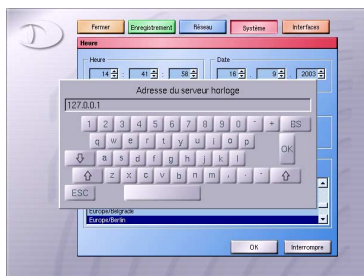 Fermer Enregistrement Réseau Système Interfaces
Heure
Heure Date
14 : 41 : 58 16 9 2003
Adresse du serveur horloge
127.0.0.1
1 2 3 4 5 6 7 8 9 0 - + BS
q w e r t y u i o p OK
a s d f g h j k l
z x c v b n m , . -
ESC
Europe/Belgrade
Europe/Berlin
OK Interrompre